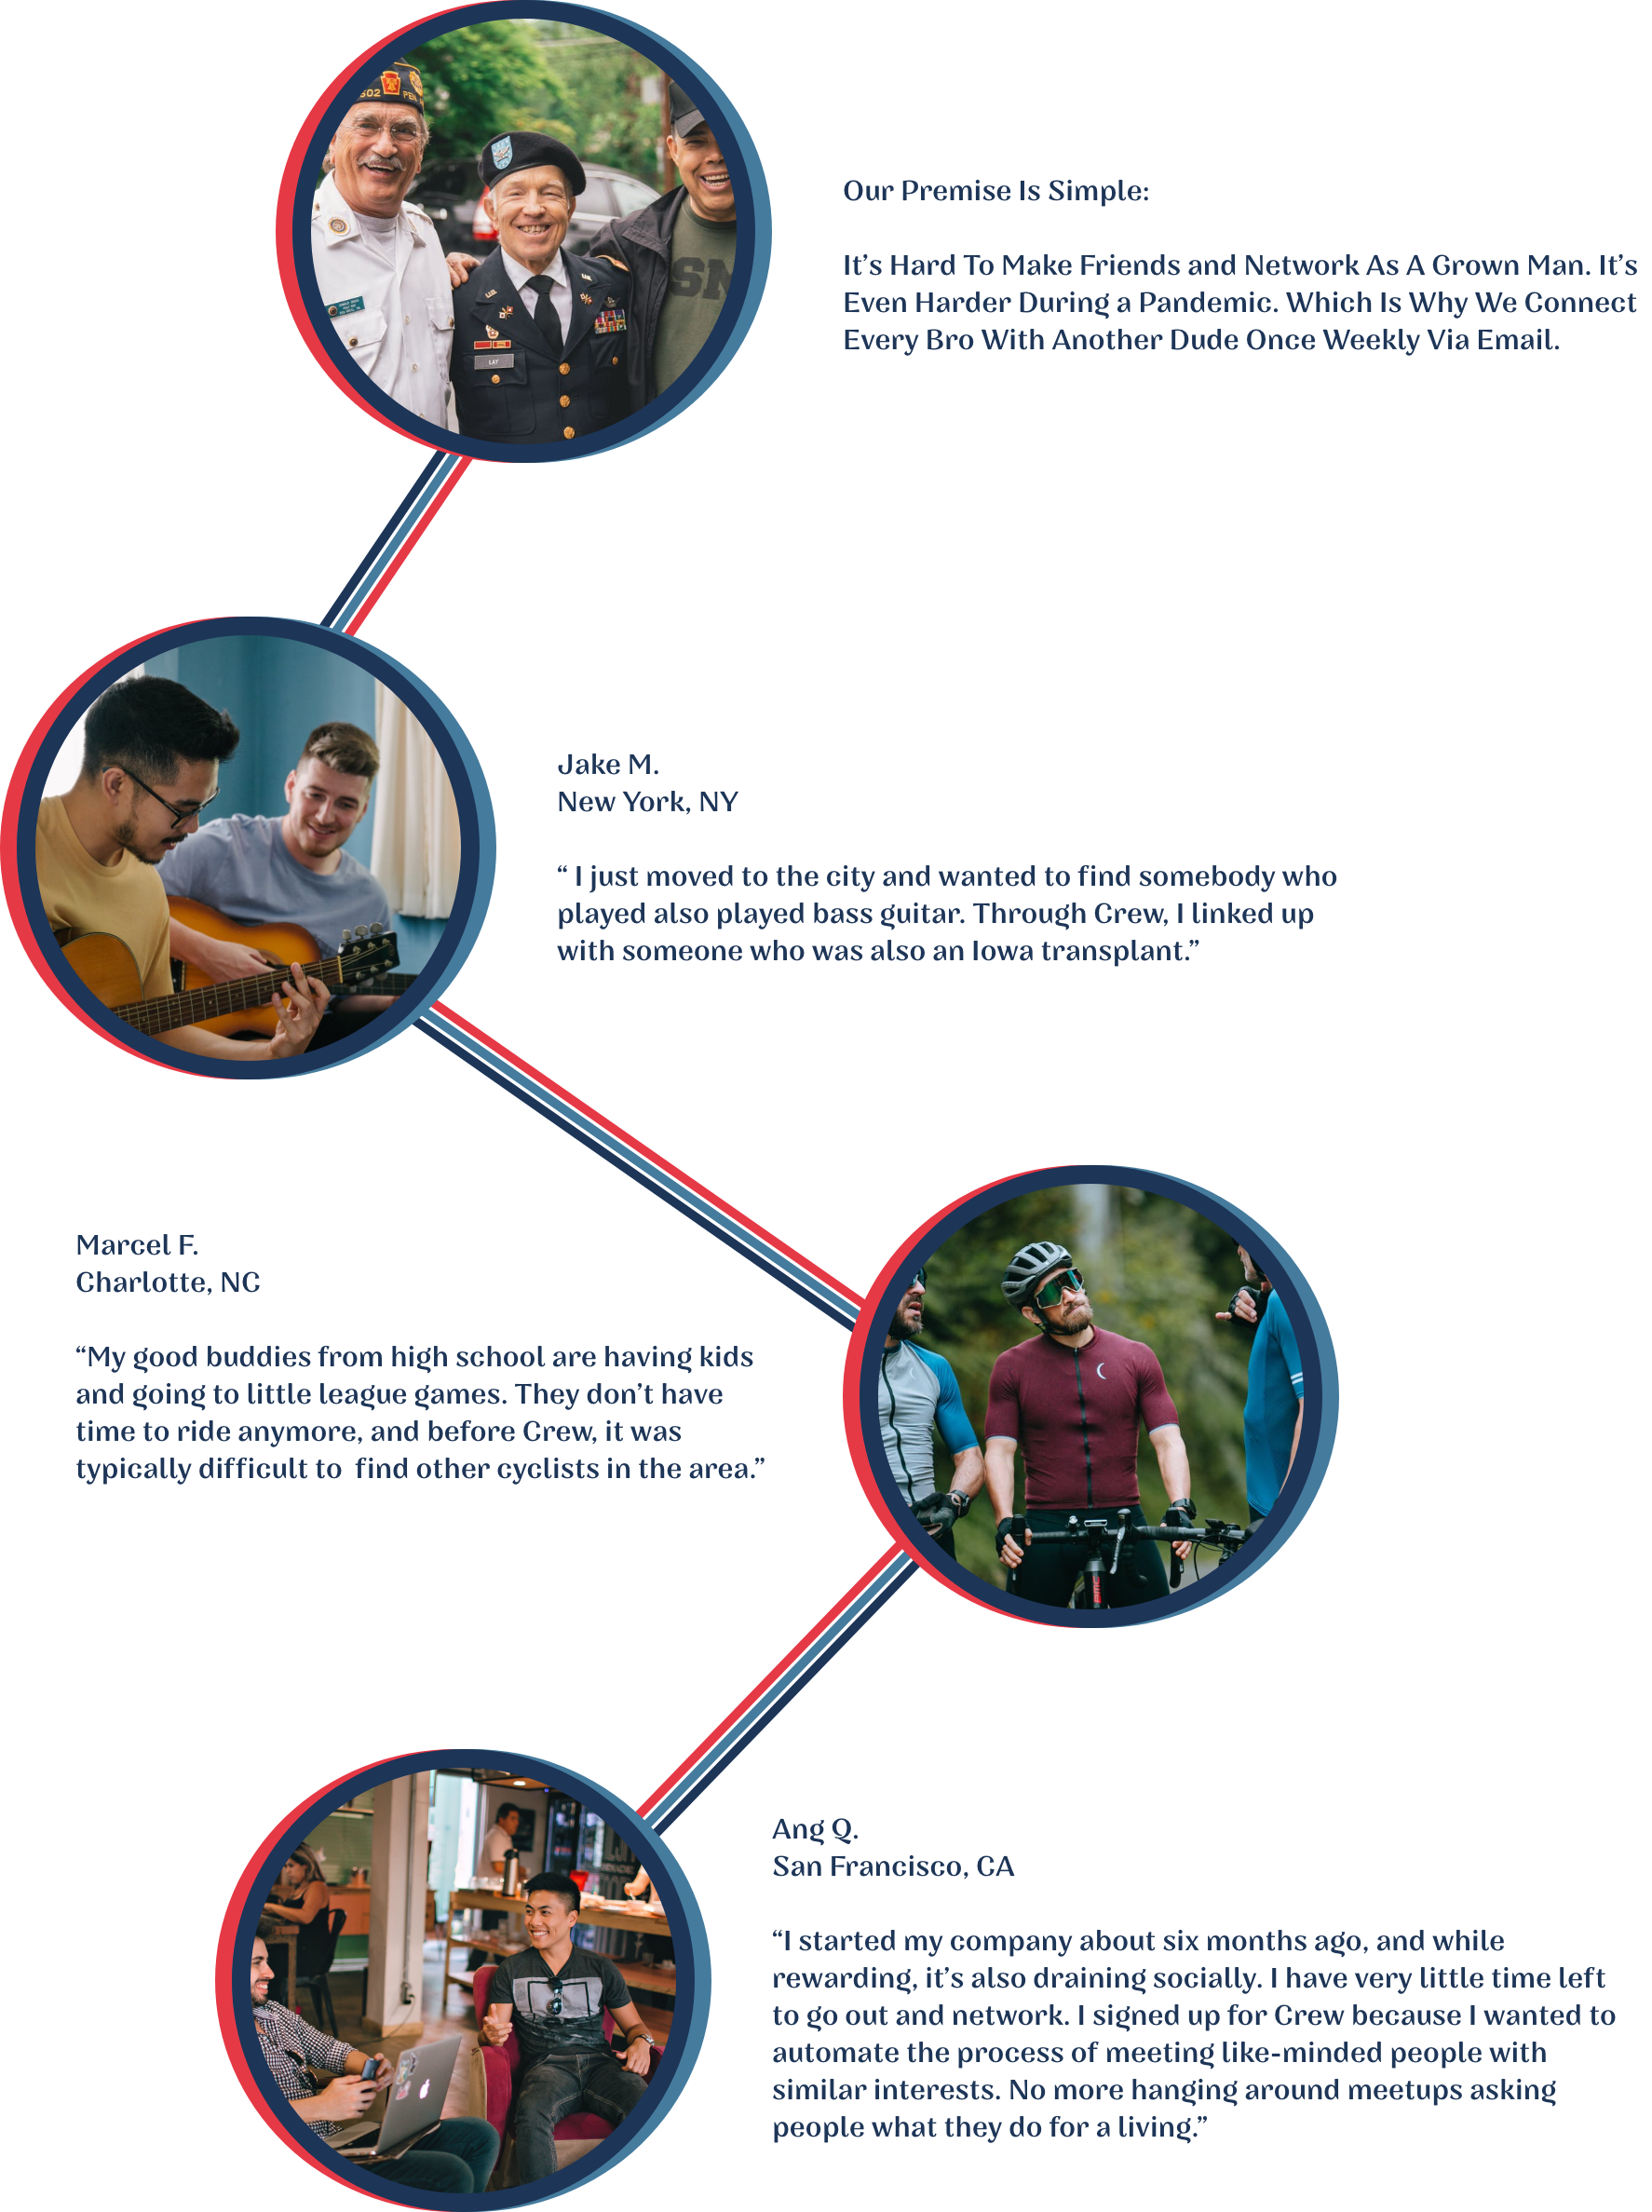 502 PEN
LAY
U.S.
SN
Our Premise Is Simple:
It’s Hard To Make Friends and Network As A Grown Man. It’s
Even Harder During a Pandemic. Which Is Why We Connect
Every Bro With Another Dude Once Weekly Via Email.
Jake M.
New York, NY
“ I just moved to the city and wanted to find somebody who
played also played bass guitar. Through Crew, I linked up
with someone who was also an Iowa transplant.”
Marcel F.
Charlotte, NC
“My good buddies from high school are having kids
and going to little league games. They don’t have
time to ride anymore, and before Crew, it was
typically difficult to  find other cyclists in the area.”
BMC
Ang Q.
San Francisco, CA
“I started my company about six months ago, and while
rewarding, it’s also draining socially. I have very little time left
to go out and network. I signed up for Crew because I wanted to
automate the process of meeting like-minded people with
similar interests. No more hanging around meetups asking
people what they do for a living.”